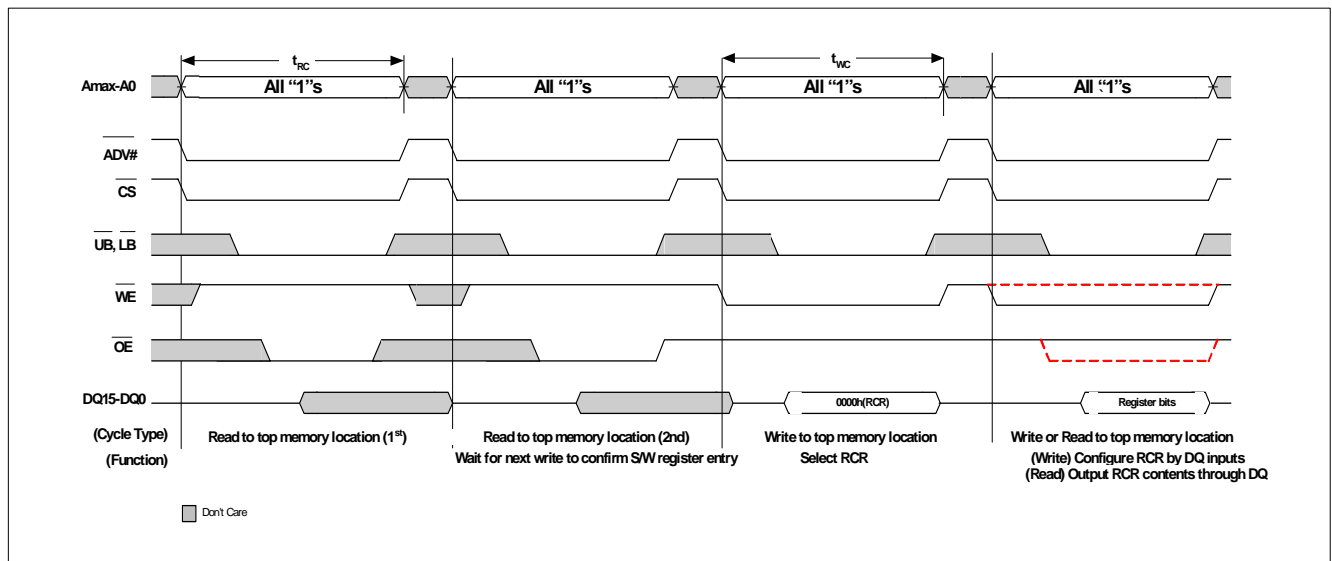 tRC
tWC
Amax-A0
All “1”s
All “1”s
All “1”s
All “1”s
ADV#
CS
UB, LB
WE
OE
DQ15-DQ0
0000h(RCR)
Register bits
(Cycle Type)
Read to top memory location (1st)
Read to top memory location (2nd)
Write to top memory location
Write or Read to top memory location
(Function)
Wait for next write to confirm S/W register entry
Select RCR
(Write) Configure RCR by DQ inputs
(Read) Output RCR contents through DQ
Don't Care